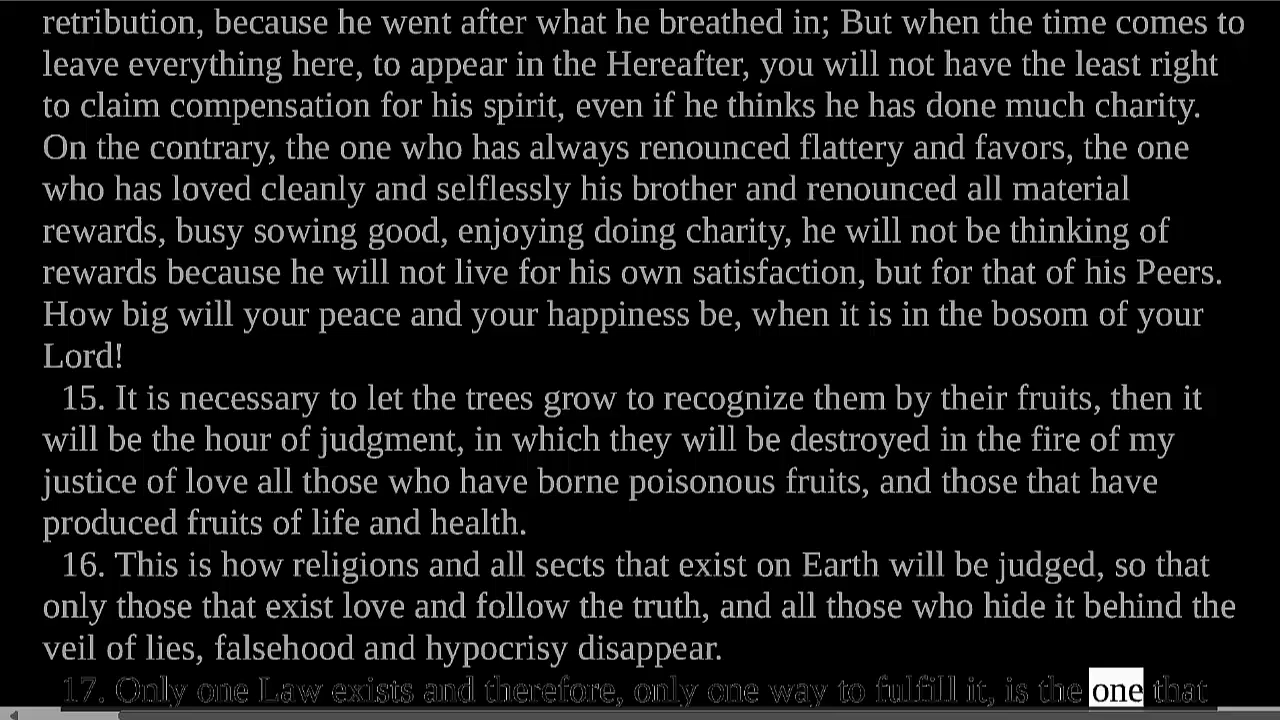 retribution, because he went after what he breathed in; But when the time comes to
leave everything here, to appear in the Hereafter, you will not have the least right
to claim compensation for his spirit, even if he thinks he has done much charity.
On the contrary, the one who has always renounced flattery and favors, the one
who has loved cleanly and selflessly his brother and renounced all material
rewards, busy sowing good, enjoying doing charity, he will not be thinking of
rewards because he will not live for his own satisfaction, but for that of his Peers.
How big will your peace and your happiness be, when it is in the bosom of your
Lord!
15. It is necessary to let the trees grow to recognize them by their fruits, then it
will be the hour of judgment, in which they will be destroyed in the fire of my
justice of love all those who have borne poisonous fruits, and those that have
produced fruits of life and health.
16. This is how religions and all sects that exist on Earth will be judged, so that
only those that exist love and follow the truth, and all those who hide it behind the
veil of lies, falsehood and hypocrisy disappear.
17. Only one Law exists and therefore, only one way to fulfill it, is the one that